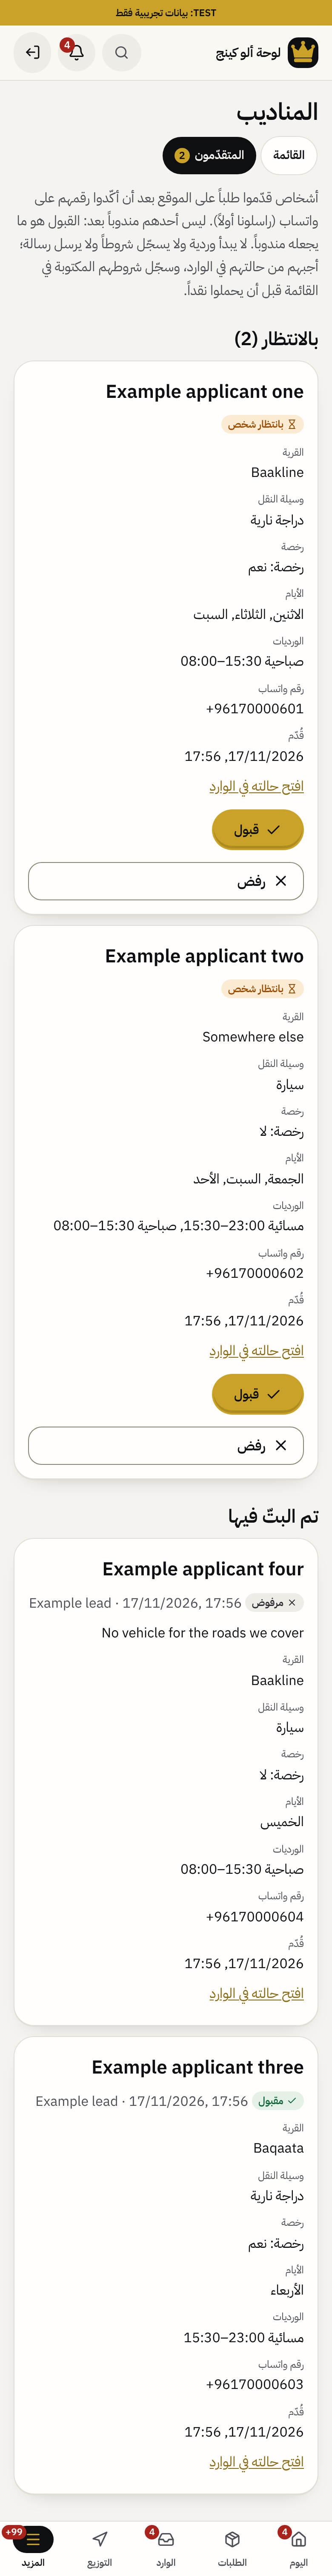 TEST: بيانات تجريبية فقط
لوحة ألو كينج
4
المناديب
القائمة
المتقدّمون 2
أشخاص قدّموا طلباً على الموقع بعد أن أكدوا رقمهم على
واتساب (راسلونا أولاً). ليس أحدهم مندوباً بعد: القبول هو ما
يجعله مندوباً. لا يبدأ وردية ولا يسجّل شروطاً ولا يرسل رسالة؛
أجبهم من حالتهم في الوارد، وسجّل شروطهم المكتوبة في
القائمة قبل أن يحملوا نقداً.
بالانتظار (2)
Example applicant one
بانتظار شخص
القرية
Baakline
وسيلة النقل
دراجة نارية
رخصة
رخصة: نعم
الأيام
الاثنين, الثلاثاء, السبت
الورديات
صباحية 15:30–08:00
رقم واتساب
+96170000601
قُدّم
17/11/2026, 17:56
افتح حالته في الوارد
قبول
رفض
Example applicant two
بانتظار شخص
القرية
Somewhere else
وسيلة النقل
سيارة
رخصة
رخصة: لا
الأيام
الجمعة, السبت, الأحد
الورديات
مسائية 23:00–15:30, صباحية 15:30–08:00
رقم واتساب
+96170000602
قُدّم
17/11/2026, 17:56
افتح حالته في الوارد
قبول
رفض
تم البتّ فيها
Example applicant four
مرفوض Example lead · 17/11/2026, 17:56
No vehicle for the roads we cover
القرية
Baakline
وسيلة النقل
سيارة
رخصة
رخصة: لا
الأيام
الخميس
الورديات
صباحية 15:30–08:00
رقم واتساب
+96170000604
قُدّم
17/11/2026, 17:56
افتح حالته في الوارد
Example applicant three
مقبول Example lead · 17/11/2026, 17:56
القرية
Baqaata
وسيلة النقل
دراجة نارية
رخصة
رخصة: نعم
الأيام
الأربعاء
الورديات
مسائية 23:00–15:30
رقم واتساب
+96170000603
قُدّم
17/11/2026, 17:56
افتح حالته في الوارد
4 4 99+
اليوم الطلبات الوارد التوزيع المزيد